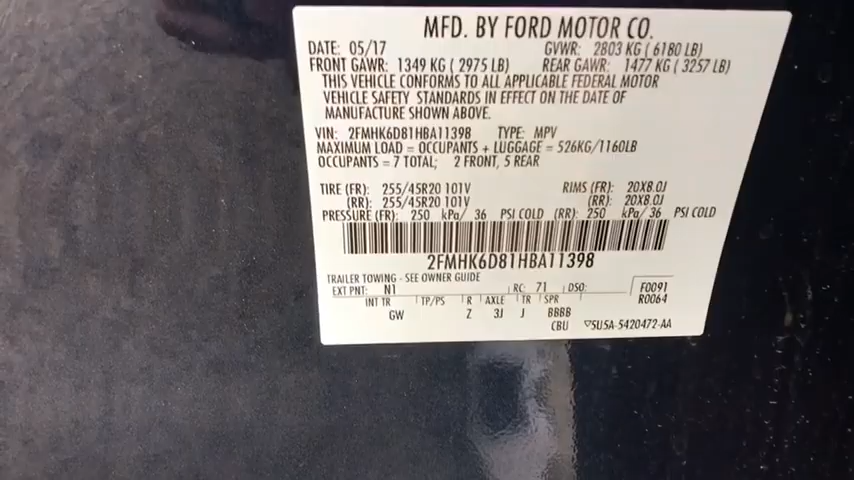 MFD. BY FORD MOTOR CO.
DATE: 05/17 GVWR: 2803 KG ( 6180 LB)
FRONT GAWR: 1349 KG ( 2975 LB) REAR GAWR: 1477 KG ( 3257 LB)
THIS VEHICLE CONFORMS TO ALL APPLICABLE FEDERAL MOTOR
VEHICLE SAFETY STANDARDS IN EFFECT ON THE DATE OF
MANUFACTURE SHOWN ABOVE.
VIN: 2FMHK6D81HBA11398 TYPE: MPV
MAXIMUM LOAD = OCCUPANTS + LUGGAGE = 526KG/1160LB
OCCUPANTS = 7 TOTAL; 2 FRONT, 5 REAR
TIRE (FR): 255/45R20 101V RIMS (FR): 20X8.0J
(RR): 255/45R20 101V (RR): 20X8.0J
PRESSURE (FR): 250 kPa/ 36 PSI COLD (RR): 250 kPa/ 36 PSI COLD
2FMHK6D81HBA11398
TRAILER TOWING - SEE OWNER GUIDE
EXT PNT: N1 RC: 71 DSO: F0091
INT TR TP/PS R AXLE TR SPR R0064
GW Z 3J J BBBB
CBU 5U5A-5420472-AA